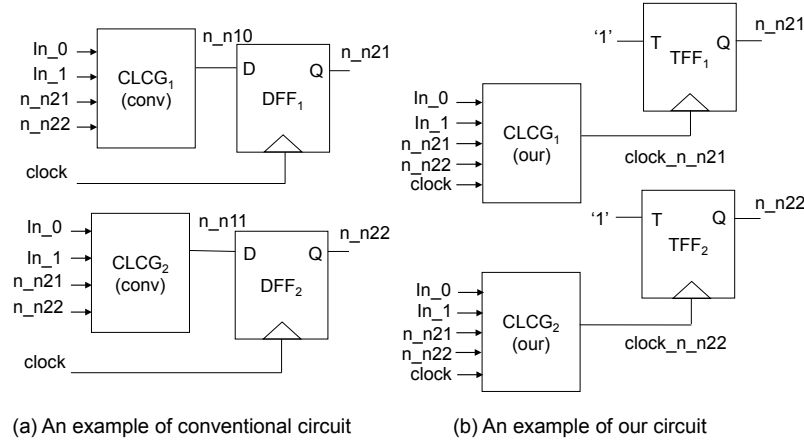 In_0
In_1
n_n21
n_n22
CLCG1
(conv)
n_n10
D
Q
DFF1
n_n21
clock
In_0
In_1
n_n21
n_n22
CLCG2
(conv)
n_n11
D
Q
DFF2
n_n22
clock
(a) An example of conventional circuit
'1'
T
Q
TFF1
n_n21
In_0
In_1
n_n21
n_n22
clock
CLCG1
(our)
clock_n_n21
'1'
T
Q
TFF2
n_n22
In_0
In_1
n_n21
n_n22
clock
CLCG2
(our)
clock_n_n22
(b) An example of our circuit